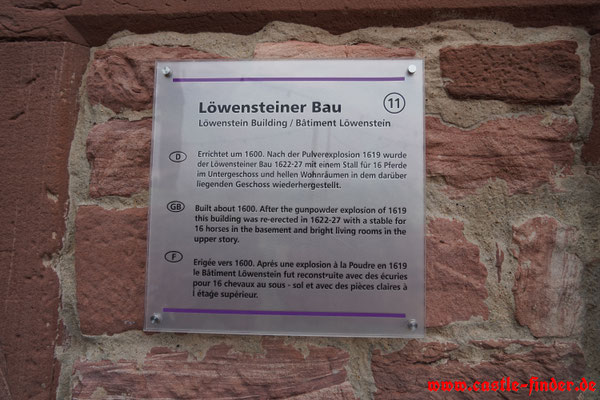 Löwensteiner Bau
11
Löwenstein Building / Bâtiment Löwenstein
D
Errichtet um 1600. Nach der Pulverexplosion 1619 wurde
der Löwensteiner Bau 1622-27 mit einem Stall für 16 Pferde
im Untergeschoss und hellen Wohnräumen in dem darüber
liegenden Geschoss wiederhergestellt.
GB
Built about 1600. After the gunpowder explosion of 1619
this building was re-erected in 1622-27 with a stable for
16 horses in the basement and bright living rooms in the
upper story.
F
Erigée vers 1600. Aprés une explosion à la Poudre en 1619
le Bâtiment Löwenstein fut reconst uite avec des écuries
pour 16 chevaux au sous - sol et avec des pièces claires à
l étage supérieur.
www.castle-finder.de